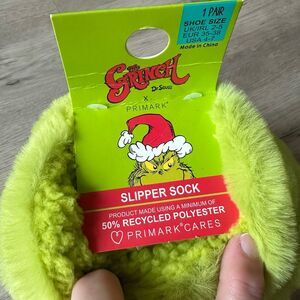 1 PAIR
SHOE SIZE
UK/IRL 2-5
EUR 35-38
USA 4-7
Made in China
THE GRINCH
Dr. Seuss
X
PRIMARK®
SLIPPER SOCK
PRODUCT MADE USING A MINIMUM OF
50% RECYCLED POLYESTER
PRIMARK CARES